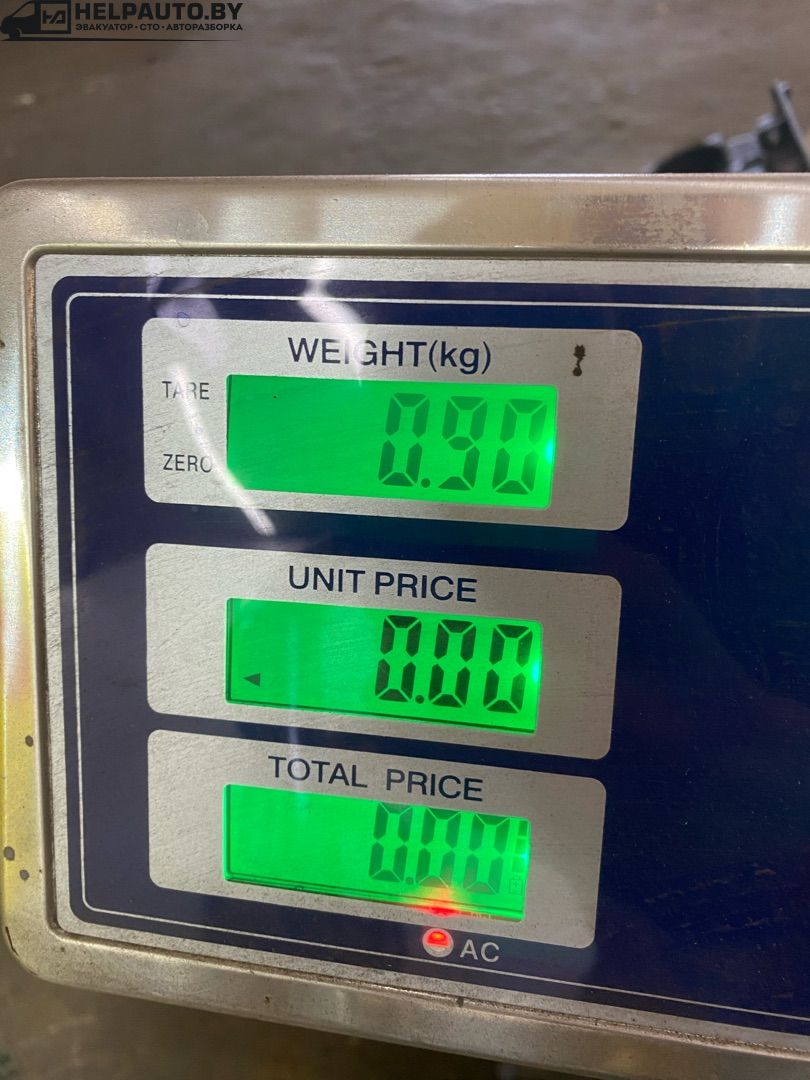 HELPAUTO.BY
ЭВАКУАТОР • СТО • АВТОРАЗБОРКА
WEIGHT(kg)
TARE
0.90
ZERO
UNIT PRICE
0.00
TOTAL PRICE
0.00
AC